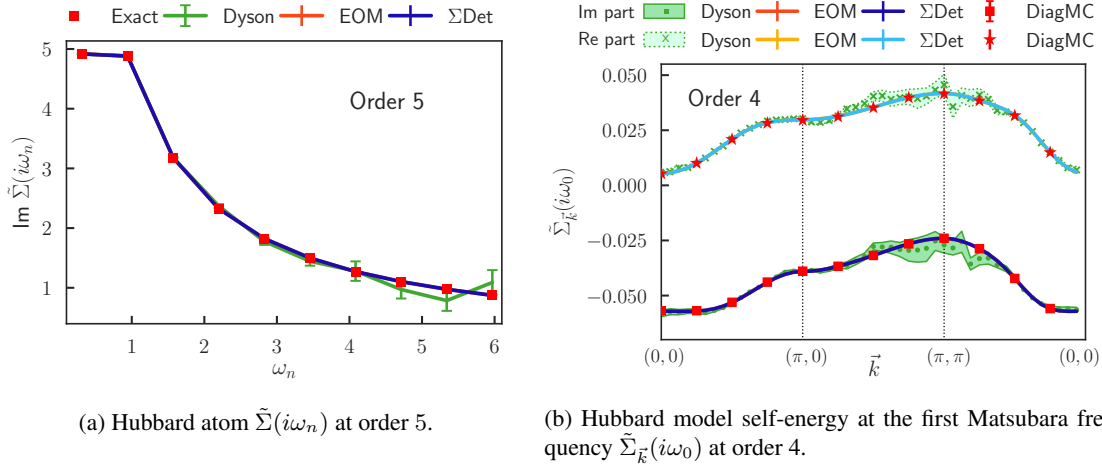 Exact Dyson EOM ΣDet
5
4
3
2
1
Im Σ̃(iω_n)
Order 5
1 2 3 4 5 6
ω_n
(a) Hubbard atom Σ̃(iω_n) at order 5.
Im part Dyson EOM ΣDet DiagMC
Re part Dyson EOM ΣDet DiagMC
0.050
0.025
0.000
−0.025
−0.050
Σ̃_k⃗(iω_0)
Order 4
(0, 0) (π, 0) (π, π) (0, 0)
k⃗
(b) Hubbard model self-energy at the first Matsubara fre
quency Σ̃_k⃗(iω_0) at order 4.